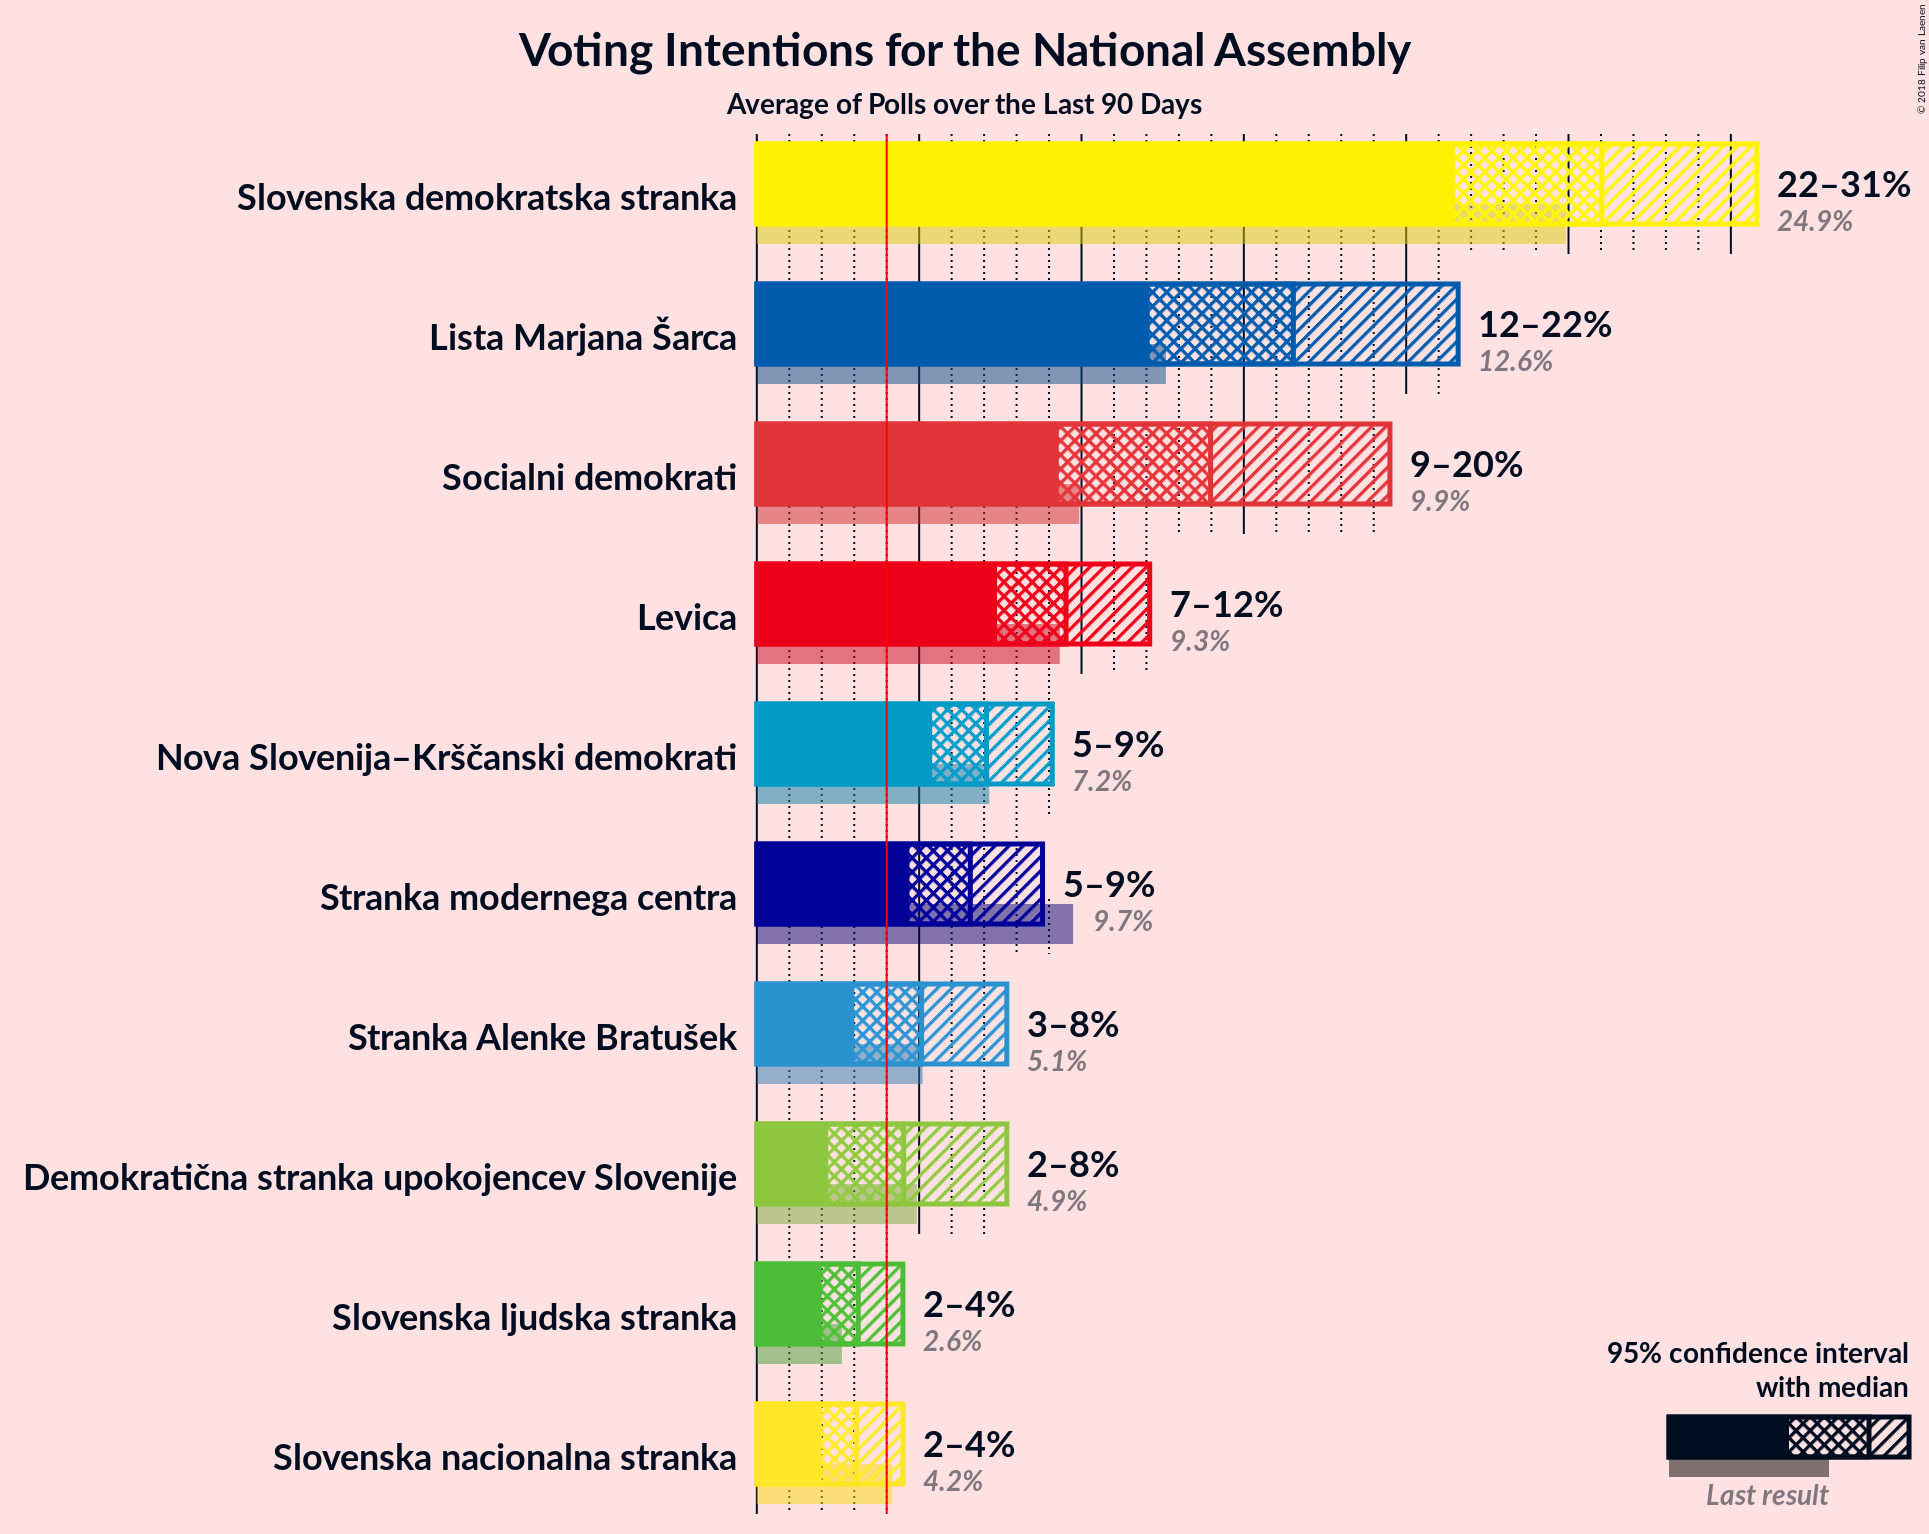 Voting Intentions for the National Assembly
Average of Polls over the Last 90 Days
© 2018 Filip van Laenen
Slovenska demokratska stranka
22–31%
24.9%
Lista Marjana Šarca
12–22%
12.6%
Socialni demokrati
9–20%
9.9%
Levica
7–12%
9.3%
Nova Slovenija–Krščanski demokrati
5–9%
7.2%
Stranka modernega centra
5–9%
9.7%
Stranka Alenke Bratušek
3–8%
5.1%
Demokratična stranka upokojencev Slovenije
2–8%
4.9%
Slovenska ljudska stranka
2–4%
2.6%
Slovenska nacionalna stranka
2–4%
4.2%
95% confidence interval
with median
Last result